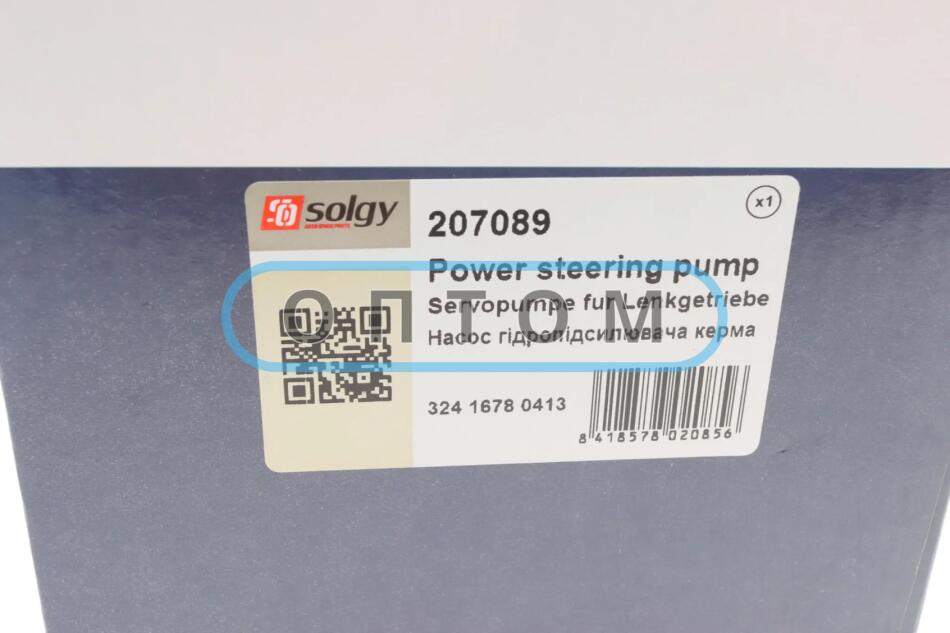 solgy
207089
x1
Power steering pump
Servopumpe fur Lenkgetriebe
Насос гідропідсилювача керма
ОПТОМ
324 1678 0413
8 418578 020856